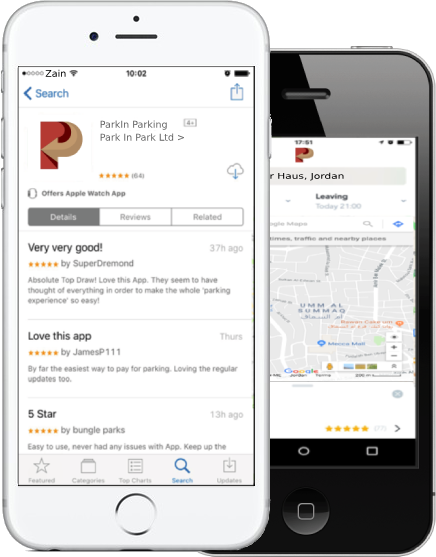 Zain 10:02
Search
ParkIn Parking 4+
Park In Park Ltd >
(64)
Offers Apple Watch App
Details Reviews Related
Very very good! 37h ago
by SuperDremond
Absolute Top Draw! Love this App. They seem to have
thought of everything in order to make the whole 'parking
experience' so easy!
Love this app Thurs
by JamesP111
By far the easiest way to pay for parking. Loving the regular
updates too.
5 Star 13h ago
by bungle parks
Easy to use, never had any issues with App. Keep up the
Featured Categories Top Charts Search Updates
17:51
r Haus, Jordan
Leaving
Today 21:00
ogle Maps
times, traffic and nearby places
UMM AL
SUMMAQ
أم السماق
Mecca Mall
Google
Jordan Terms 200 m
(77)